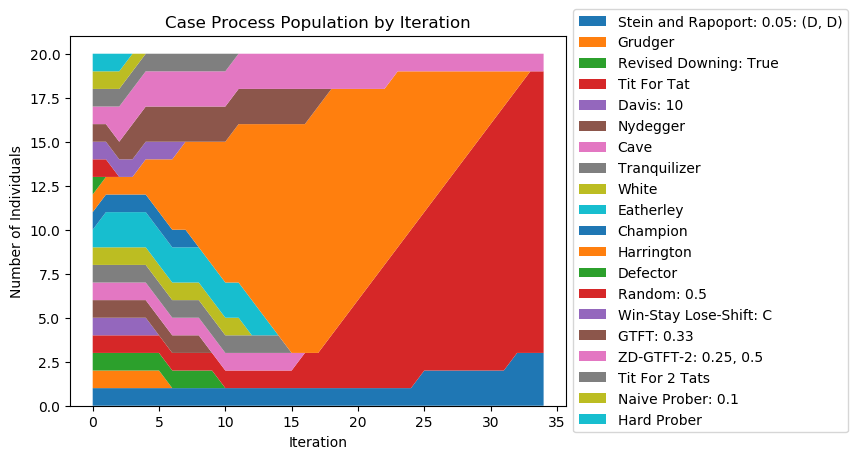 Case Process Population by Iteration
20.0
17.5
15.0
12.5
10.0
7.5
5.0
2.5
0.0
Number of Individuals
0 5 10 15 20 25 30 35
Iteration
Stein and Rapoport: 0.05: (D, D)
Grudger
Revised Downing: True
Tit For Tat
Davis: 10
Nydegger
Cave
Tranquilizer
White
Eatherley
Champion
Harrington
Defector
Random: 0.5
Win-Stay Lose-Shift: C
GTFT: 0.33
ZD-GTFT-2: 0.25, 0.5
Tit For 2 Tats
Naive Prober: 0.1
Hard Prober